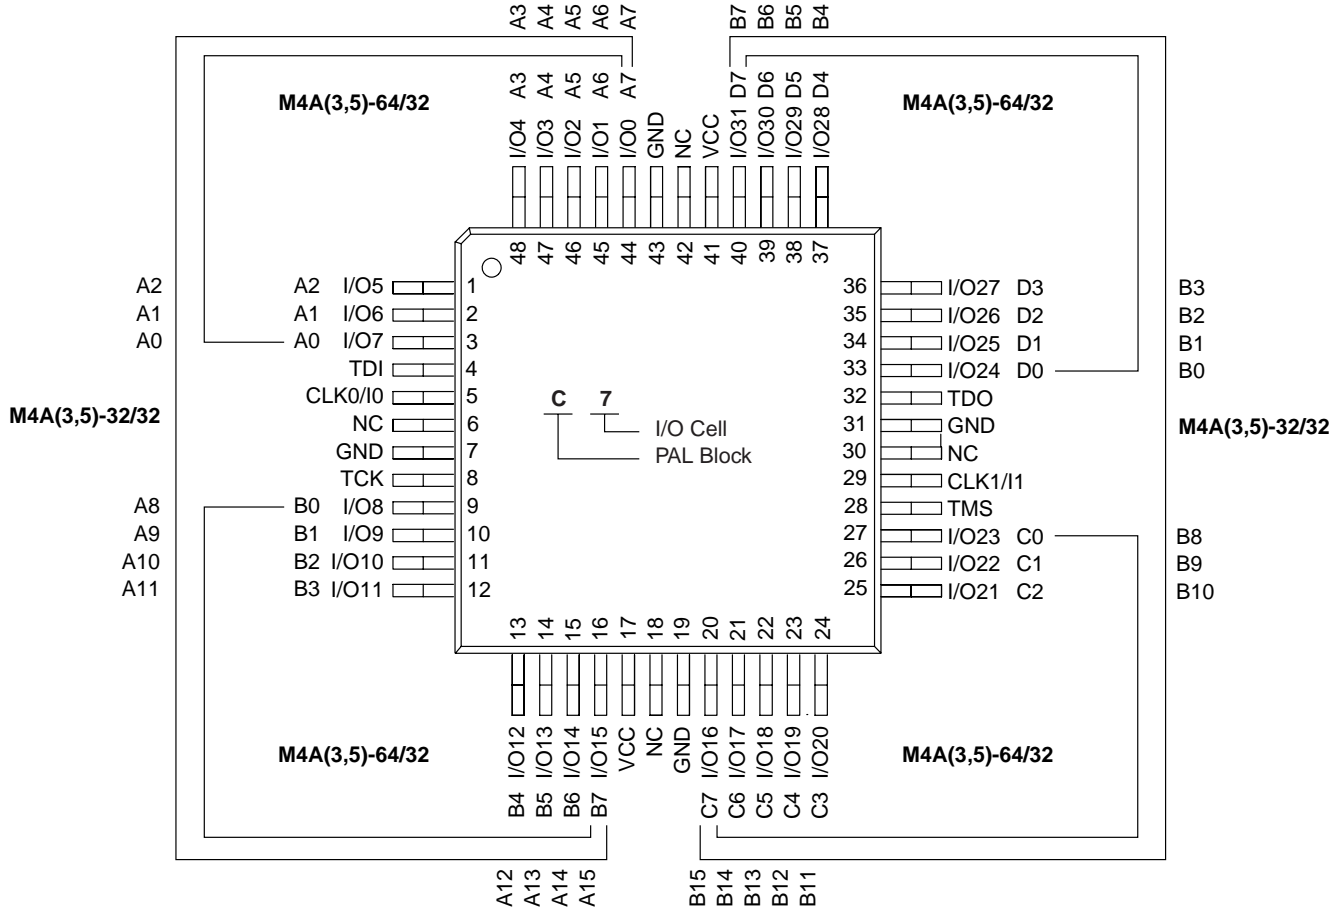 A3 A4 A5 A6 A7 B7 B6 B5 B4
M4A(3,5)-64/32 M4A(3,5)-64/32
A3 A4 A5 A6 A7 D7 D6 D5 D4
I/O4 I/O3 I/O2 I/O1 I/O0 GND NC VCC I/O31 I/O30 I/O29 I/O28
48 47 46 45 44 43 42 41 40 39 38 37
A2 A2 I/O5 1 36 I/O27 D3 B3
A1 A1 I/O6 2 35 I/O26 D2 B2
A0 A0 I/O7 3 34 I/O25 D1 B1
TDI 4 33 I/O24 D0 B0
CLK0/I0 5 32 TDO
M4A(3,5)-32/32 NC 6 31 GND M4A(3,5)-32/32
GND 7 30 NC
TCK 8 29 CLK1/I1
C 7
I/O Cell
PAL Block
A8 B0 I/O8 9 28 TMS
A9 B1 I/O9 10 27 I/O23 C0 B8
A10 B2 I/O10 11 26 I/O22 C1 B9
A11 B3 I/O11 12 25 I/O21 C2 B10
13 14 15 16 17 18 19 20 21 22 23 24
I/O12 I/O13 I/O14 I/O15 VCC NC GND I/O16 I/O17 I/O18 I/O19 I/O20
M4A(3,5)-64/32 M4A(3,5)-64/32
B4 B5 B6 B7 C7 C6 C5 C4 C3
A12 A13 A14 A15 B15 B14 B13 B12 B11